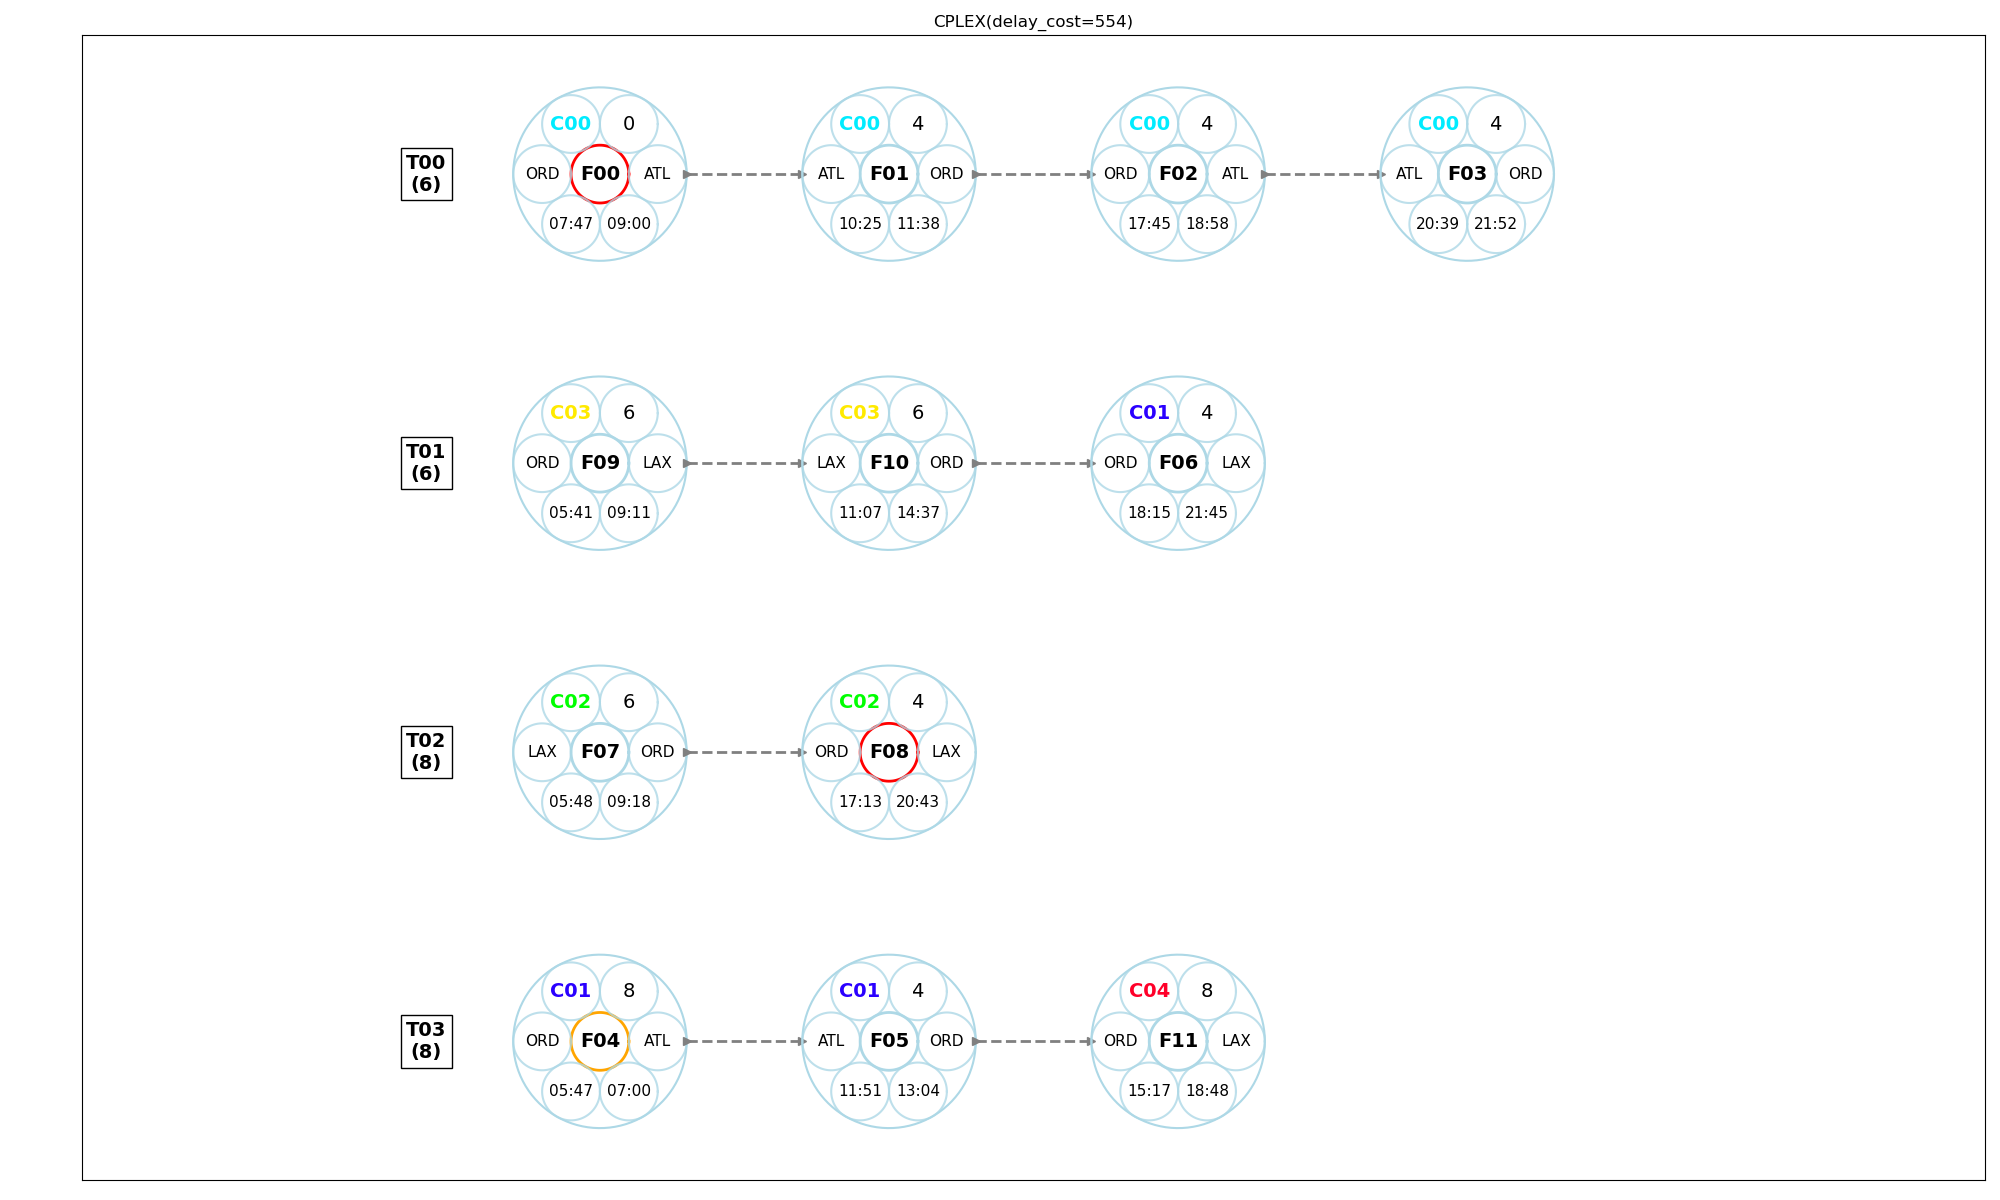 CPLEX(delay_cost=554)
T00
(6)
C00 0
ORD F00 ATL
07:47 09:00
C00 4
ATL F01 ORD
10:25 11:38
C00 4
ORD F02 ATL
17:45 18:58
C00 4
ATL F03 ORD
20:39 21:52
T01
(6)
C03 6
ORD F09 LAX
05:41 09:11
C03 6
LAX F10 ORD
11:07 14:37
C01 4
ORD F06 LAX
18:15 21:45
T02
(8)
C02 6
LAX F07 ORD
05:48 09:18
C02 4
ORD F08 LAX
17:13 20:43
T03
(8)
C01 8
ORD F04 ATL
05:47 07:00
C01 4
ATL F05 ORD
11:51 13:04
C04 8
ORD F11 LAX
15:17 18:48